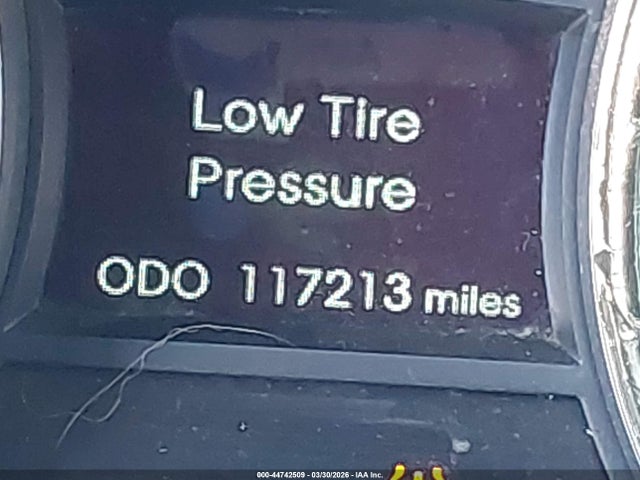 Low Tire
Pressure
ODO 117213 miles
000-44742509 - 03/30/2026 - IAA Inc.